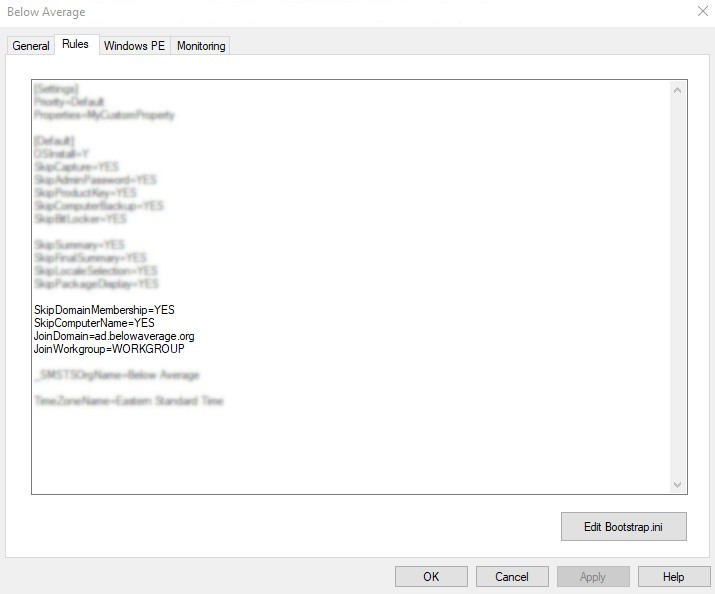 Below Average
General Rules Windows PE Monitoring
[Settings]
Priority=Default
Properties=MyCustomProperty
[Default]
OSInstall=Y
SkipCapture=YES
SkipAdminPassword=YES
SkipProductKey=YES
SkipComputerBackup=YES
SkipBitLocker=YES
SkipSummary=YES
SkipFinalSummary=YES
SkipLocaleSelection=YES
SkipPackageDisplay=YES
SkipDomainMembership=YES
SkipComputerName=YES
JoinDomain=ad.belowaverage.org
JoinWorkgroup=WORKGROUP
_SMSTSOrgName=Below Average
TimeZoneName=Eastern Standard Time
Edit Bootstrap.ini
OK Cancel Apply Help